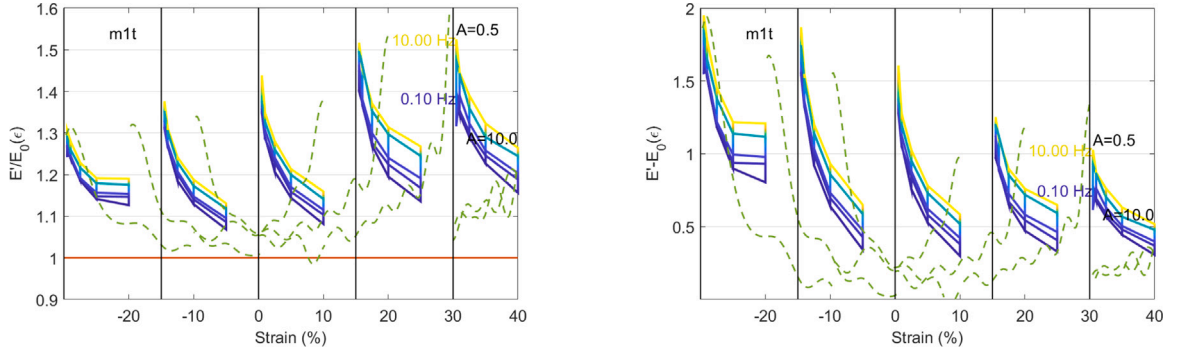 1.6
1.5
1.4
1.3
1.2
1.1
1
0.9
E'/E₀(ϵ)
m1t
10.00 Hz
0.10 Hz
A=0.5
A=10.0
-20 -10 0 10 20 30 40
Strain (%)
2
1.5
1
0.5
E'-E₀(ϵ)
m1t
10.00 Hz
0.10 Hz
A=0.5
A=10.0
-20 -10 0 10 20 30 40
Strain (%)